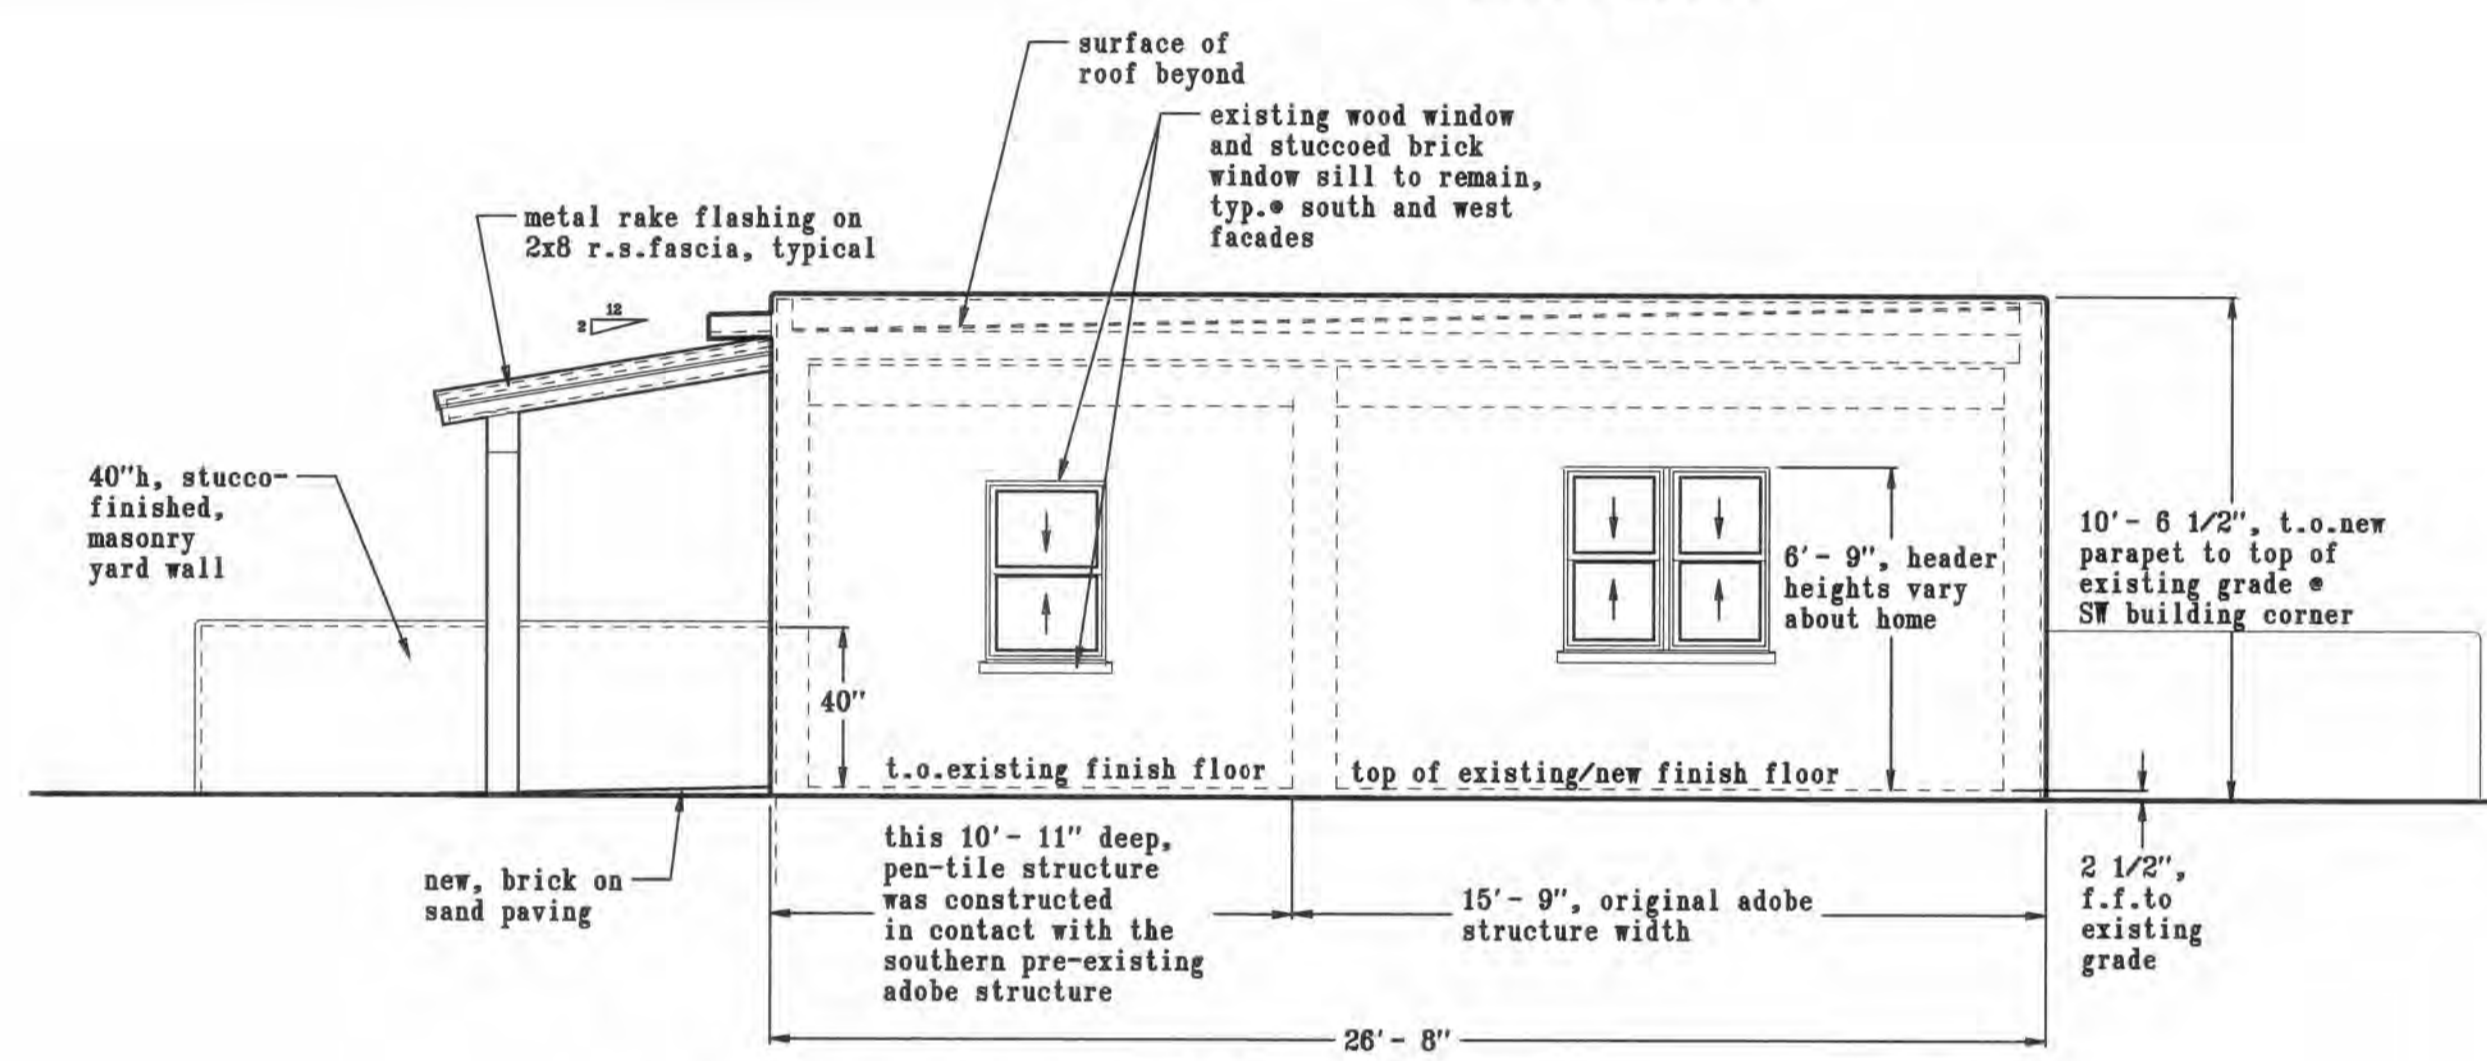 surface of
roof beyond
existing wood window
and stuccoed brick
window sill to remain,
typ.@ south and west
facades
metal rake flashing on
2x8 r.s.fascia, typical
12
2
40"h, stucco-
finished,
masonry
yard wall
6'- 9", header
heights vary
about home
10'- 6 1/2", t.o.new
parapet to top of
existing grade @
SW building corner
40"
t.o.existing finish floor
top of existing/new finish floor
new, brick on
sand paving
this 10'- 11" deep,
pen-tile structure
was constructed
in contact with the
southern pre-existing
adobe structure
15'- 9", original adobe
structure width
2 1/2",
f.f.to
existing
grade
26'- 8"